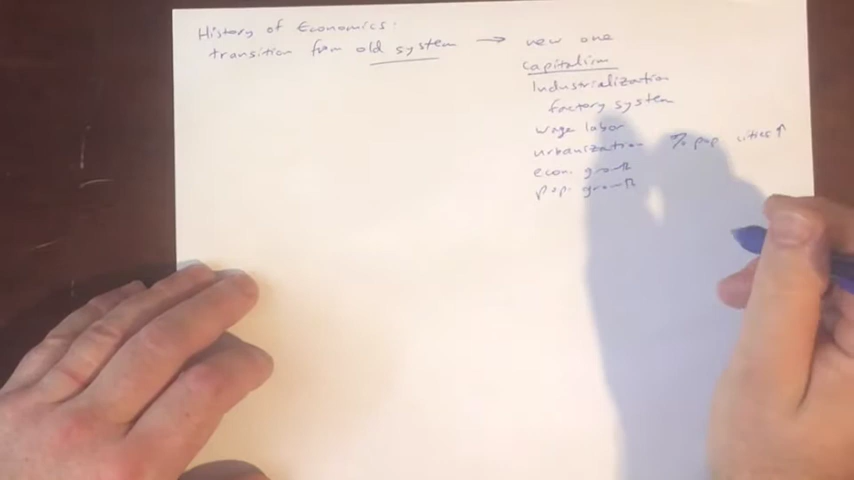 History of Economics:
transition from old system → new one
capitalism
Industrialization
factory system
wage labor
urbanization % pop cities ↑
econ. growth
pop. growth